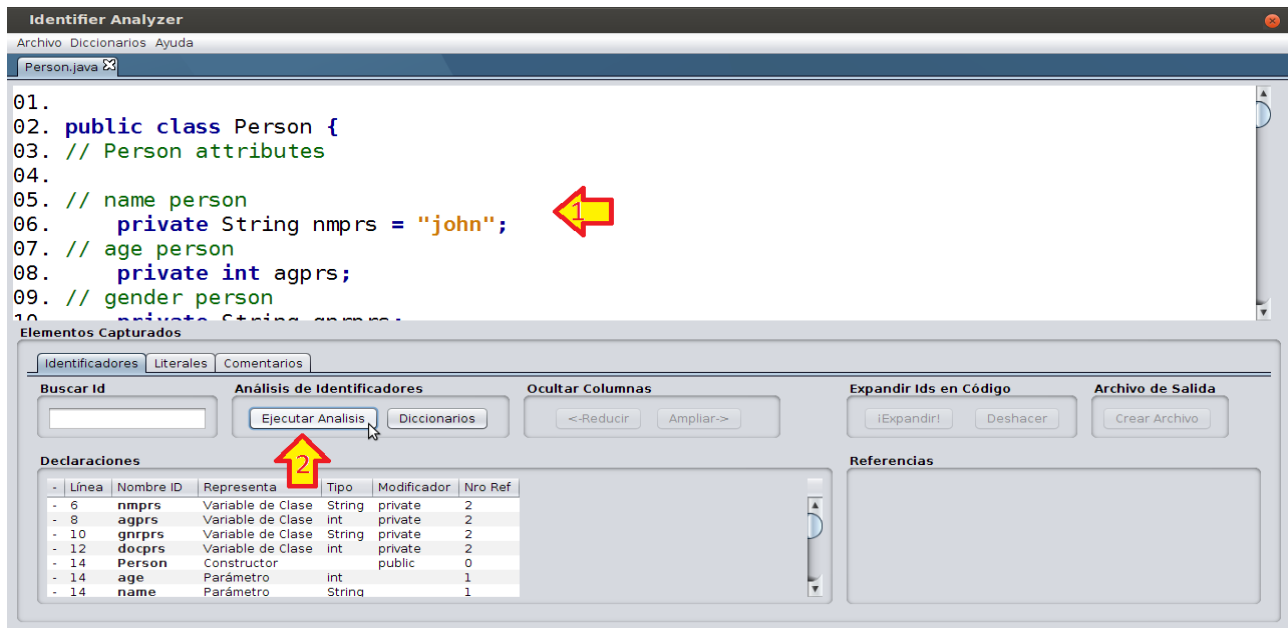 Identifier Analyzer
Archivo Diccionarios Ayuda
Person.java
01.
02. public class Person {
03. // Person attributes
04.
05. // name person
06. private String nmprs = "john";
1
07. // age person
08. private int agprs;
09. // gender person
10. private String gnrprs;
Elementos Capturados
Identificadores Literales Comentarios
Buscar Id Análisis de Identificadores Ocultar Columnas Expandir Ids en Código Archivo de Salida
Ejecutar Analisis Diccionarios <-Reducir Ampliar-> ¡Expandir! Deshacer Crear Archivo
2
Declaraciones Referencias
- Línea Nombre ID Representa Tipo Modificador Nro Ref
- 6 nmprs Variable de Clase String private 2
- 8 agprs Variable de Clase int private 2
- 10 gnrprs Variable de Clase String private 2
- 12 docprs Variable de Clase int private 2
- 14 Person Constructor public 0
- 14 age Parámetro int 1
- 14 name Parámetro String 1